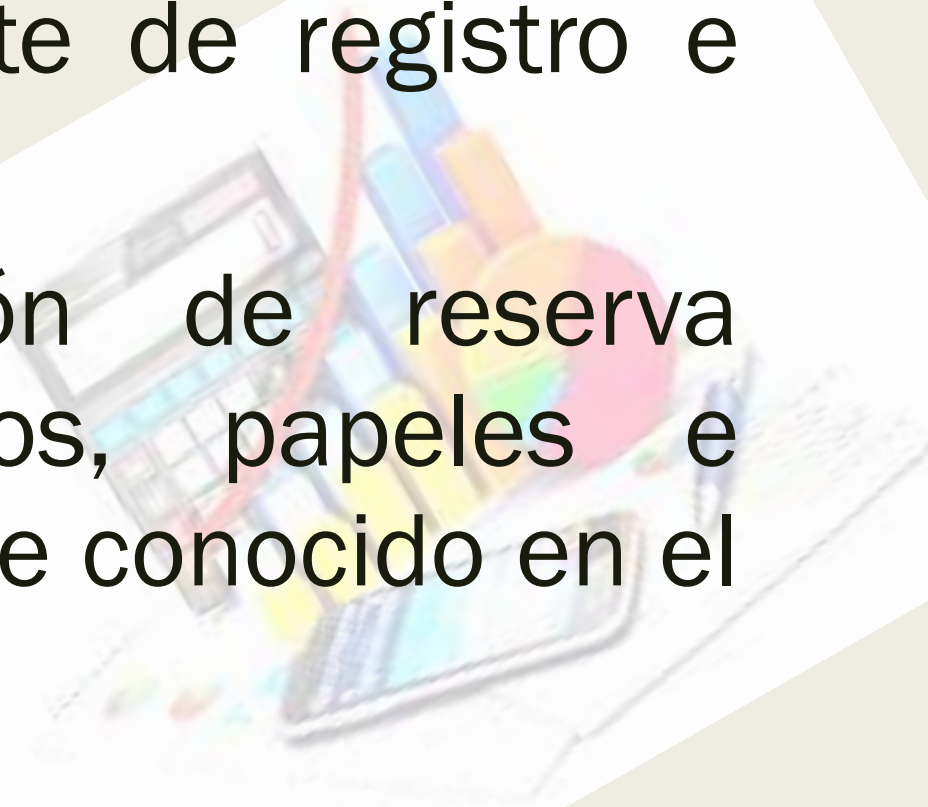 te de registro e
ón de reserva
os, papeles e
e conocido en el